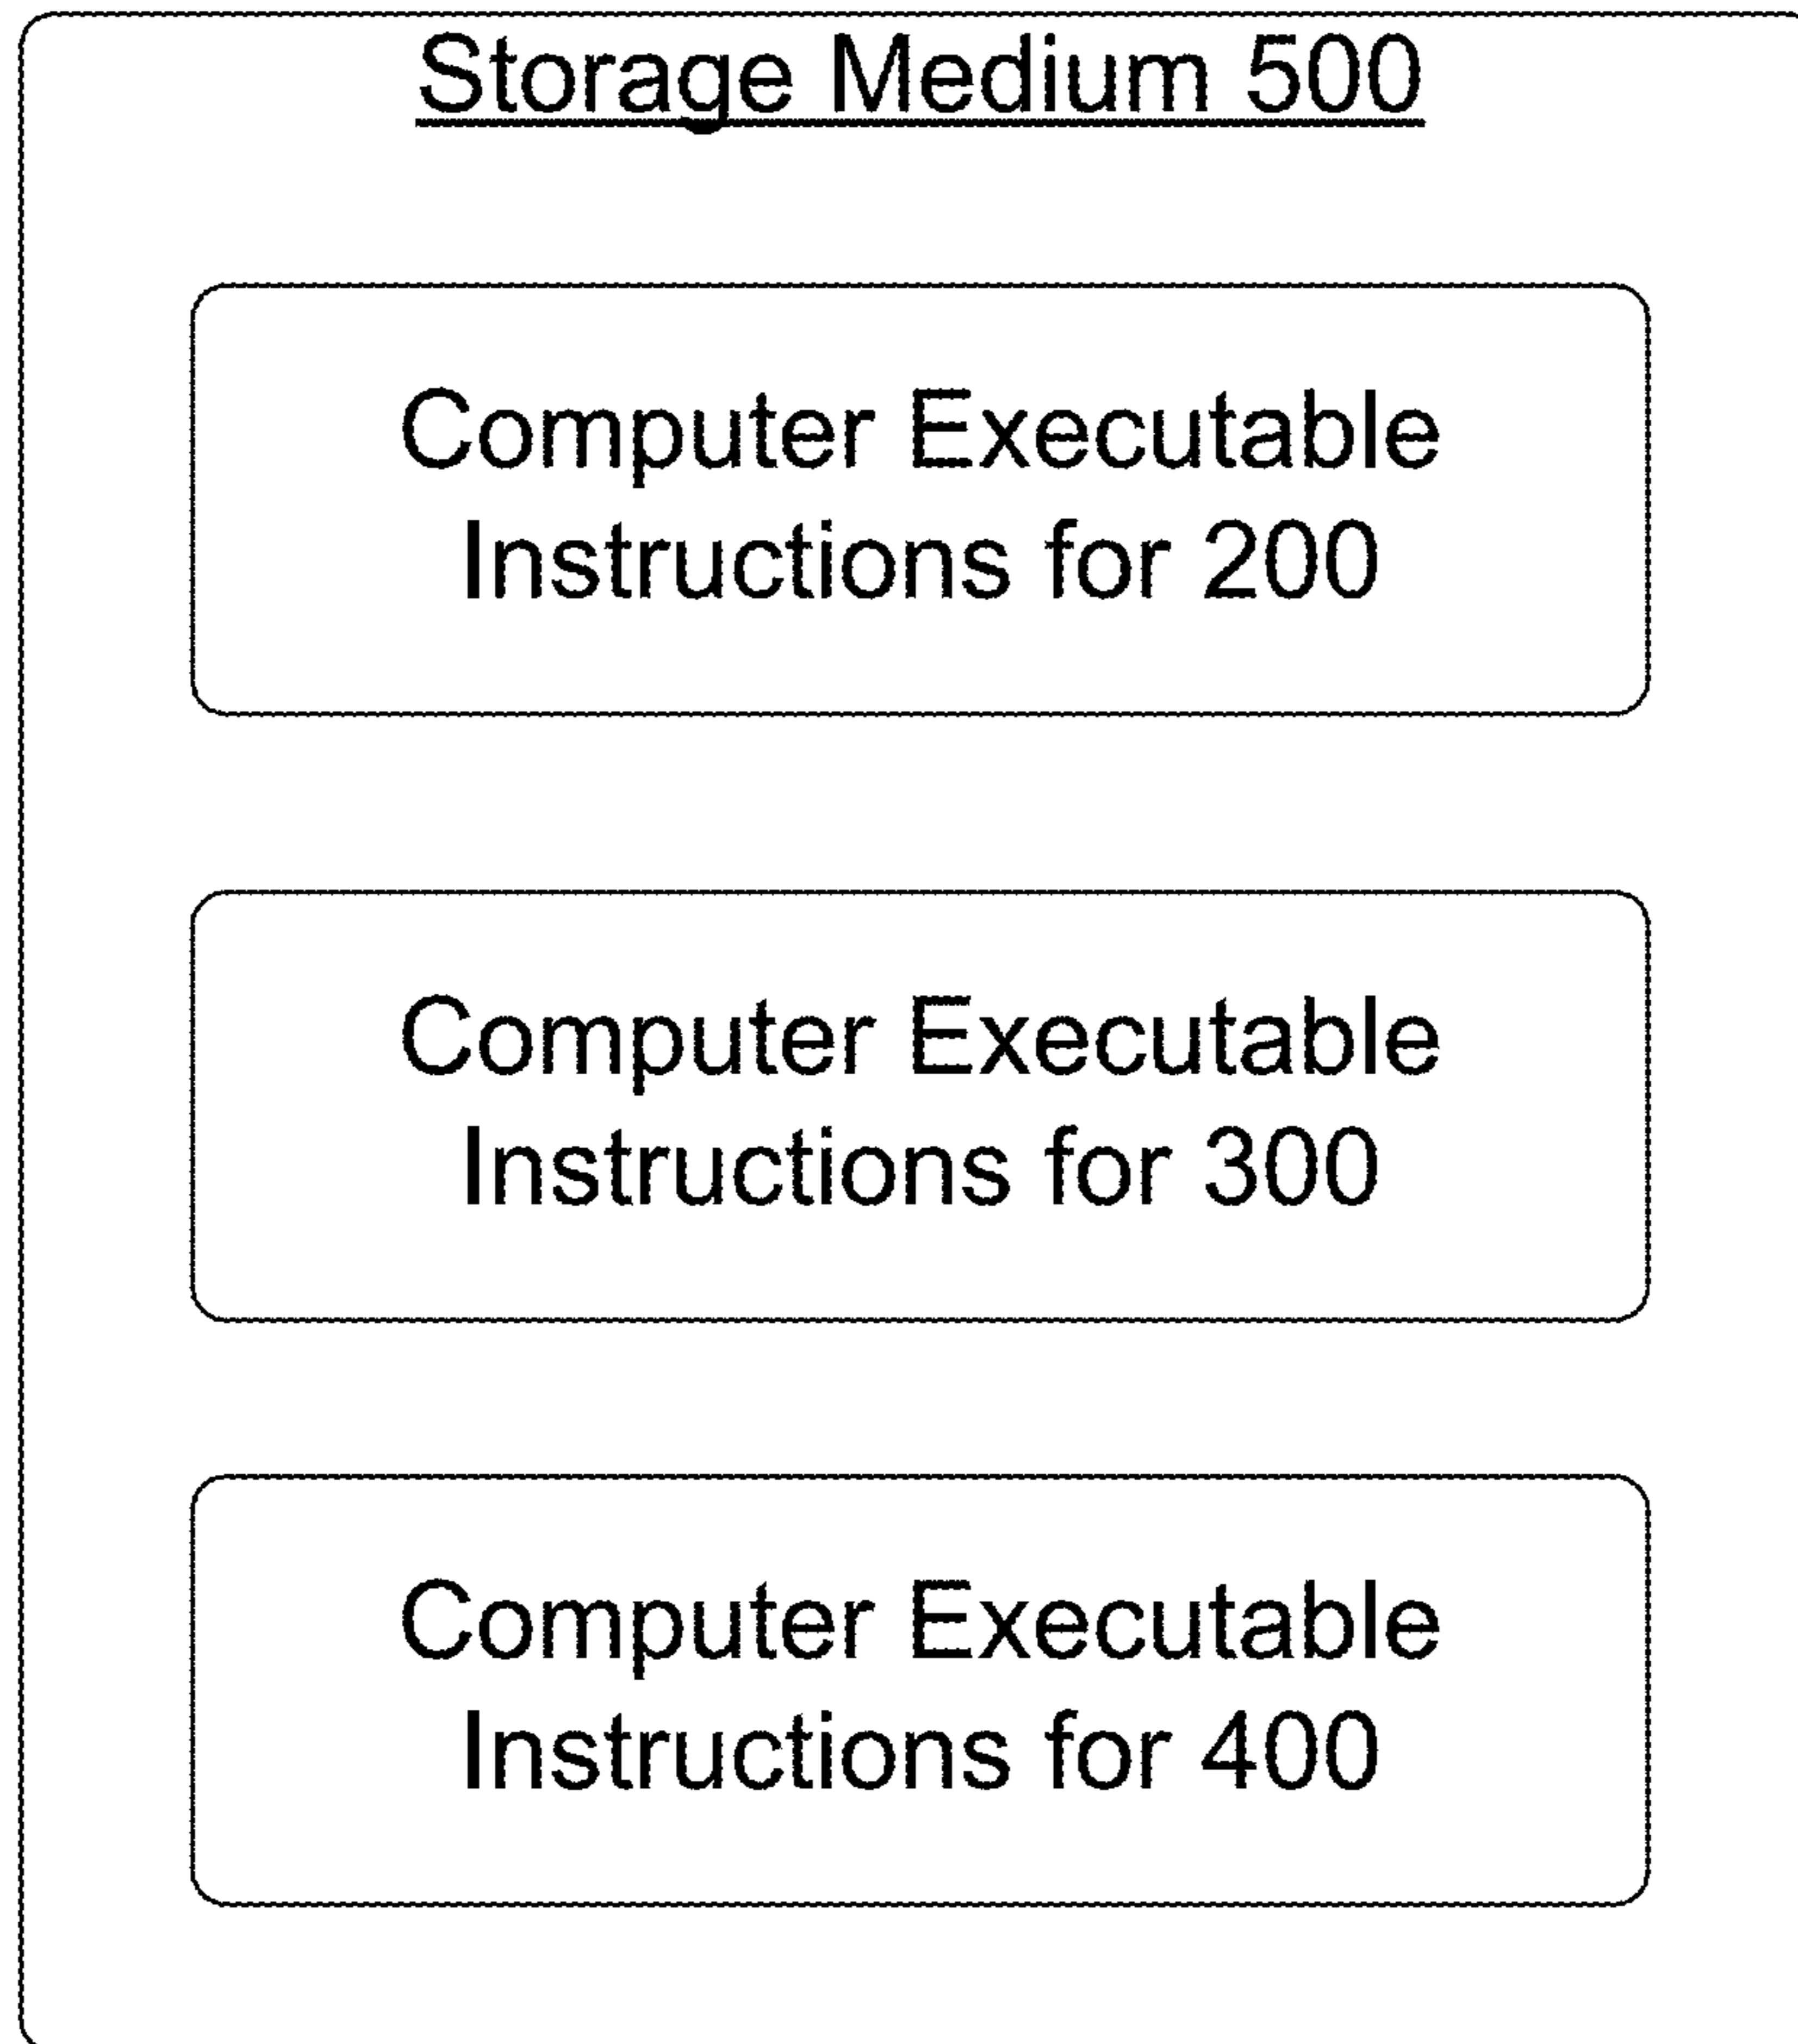 Storage Medium 500
Computer Executable
Instructions for 200
Computer Executable
Instructions for 300
Computer Executable
Instructions for 400